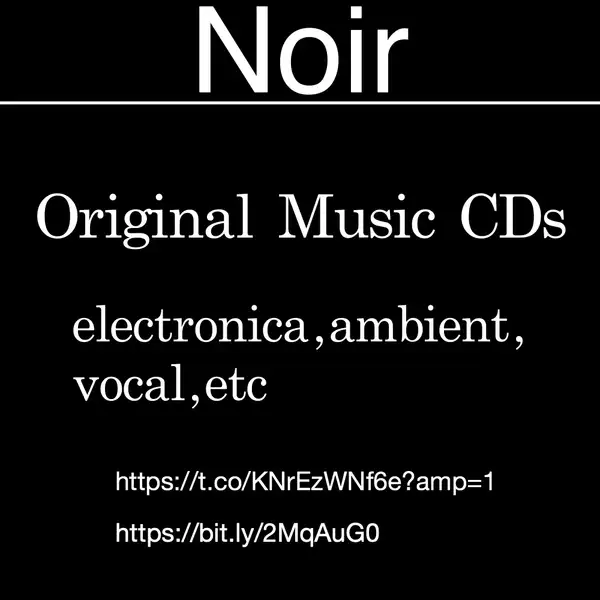 Noir
Original Music CDs
electronica,ambient,
vocal,etc
https://t.co/KNrEzWNf6e?amp=1
https://bit.ly/2MqAuG0